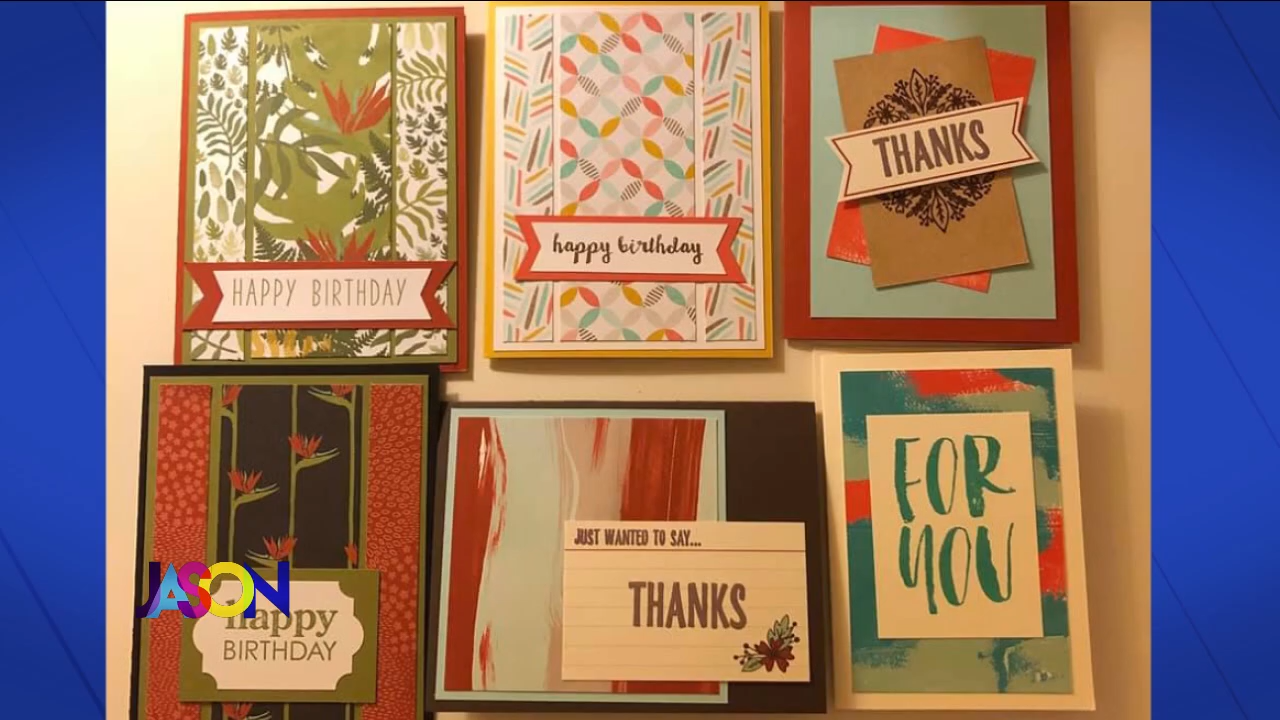 HAPPY BIRTHDAY
happy birthday
THANKS
happy
BIRTHDAY
JASON
JUST WANTED TO SAY...
THANKS
FOR
YOU